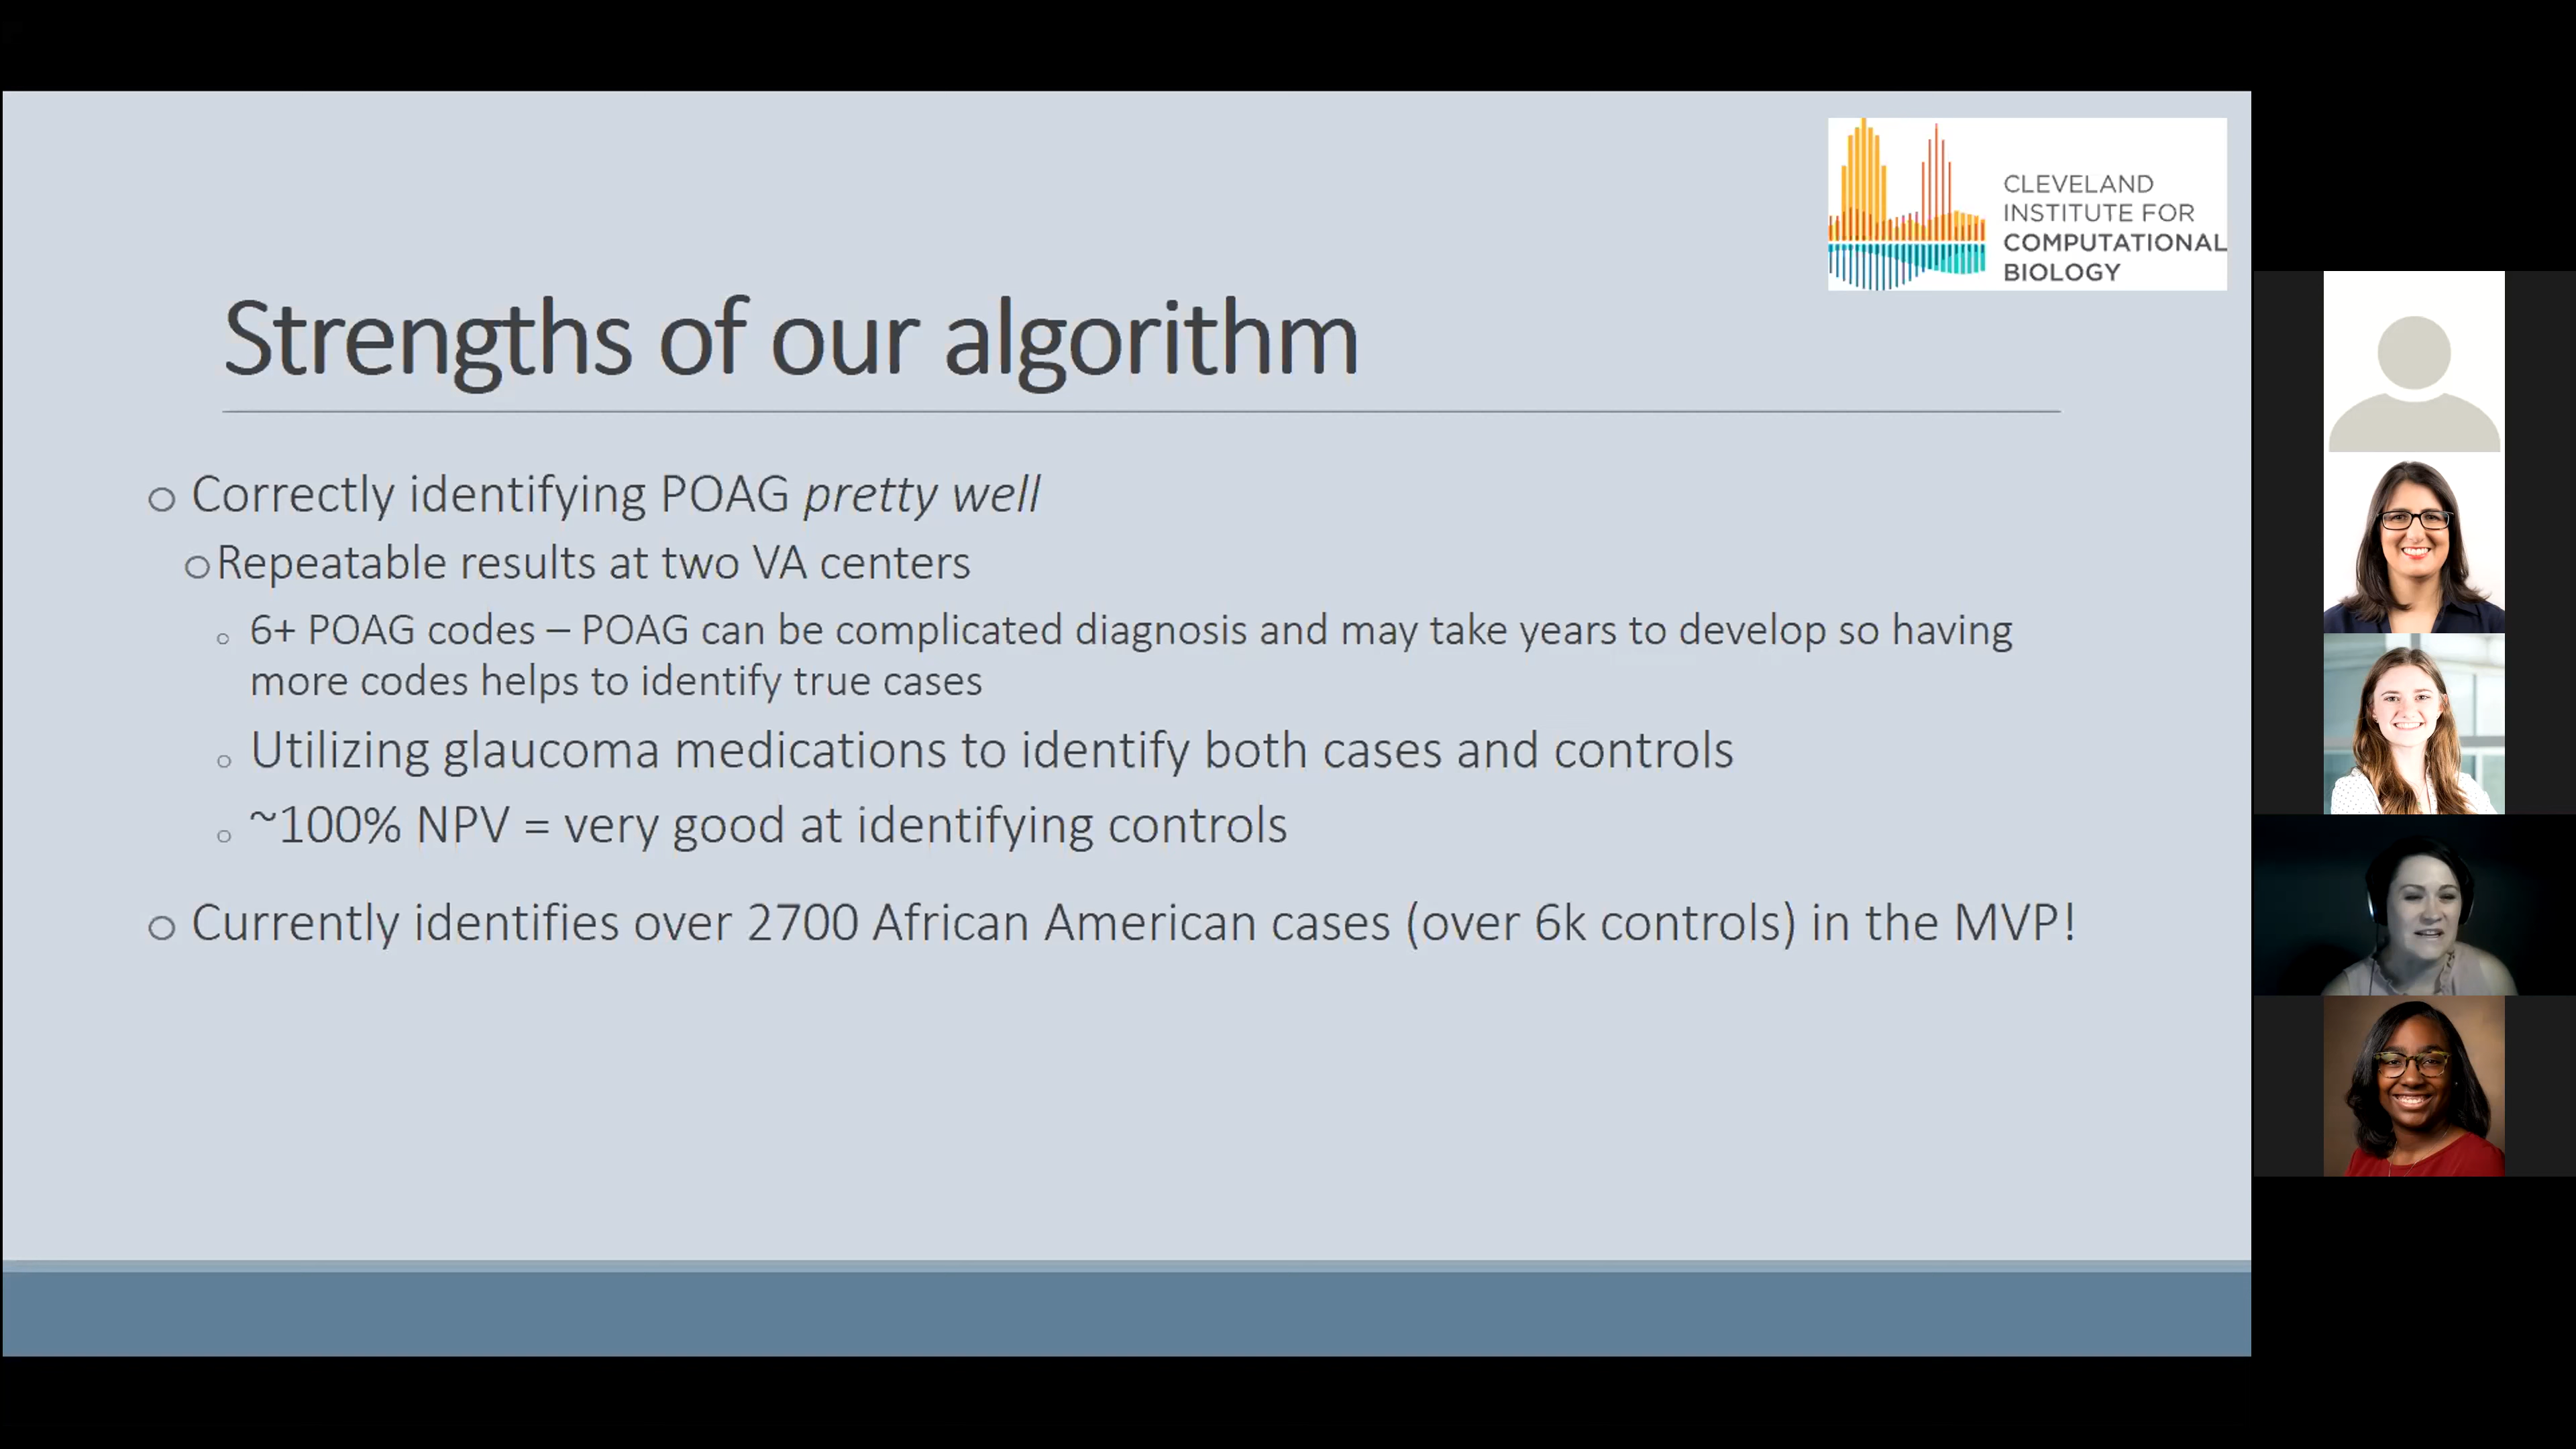 CLEVELAND
INSTITUTE FOR
COMPUTATIONAL
BIOLOGY
Strengths of our algorithm
o Correctly identifying POAG pretty well
o Repeatable results at two VA centers
o 6+ POAG codes – POAG can be complicated diagnosis and may take years to develop so having
more codes helps to identify true cases
o Utilizing glaucoma medications to identify both cases and controls
o ~100% NPV = very good at identifying controls
o Currently identifies over 2700 African American cases (over 6k controls) in the MVP!